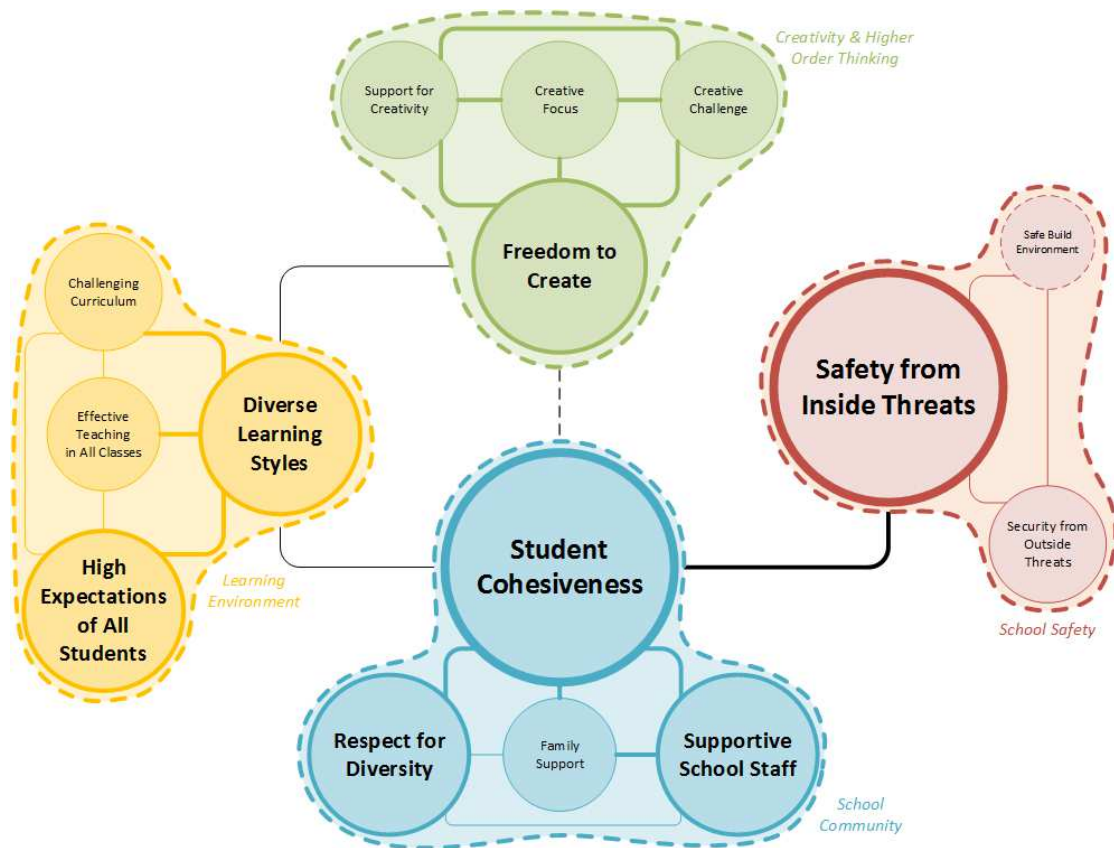 Creativity & Higher
Order Thinking
Support for
Creativity
Creative
Focus
Creative
Challenge
Freedom to
Create
Challenging
Curriculum
Effective
Teaching
in All Classes
Diverse
Learning
Styles
High
Expectations
of All
Students
Learning
Environment
Safe Build
Environment
Safety from
Inside Threats
Security from
Outside
Threats
School Safety
Student
Cohesiveness
Respect for
Diversity
Family
Support
Supportive
School Staff
School
Community